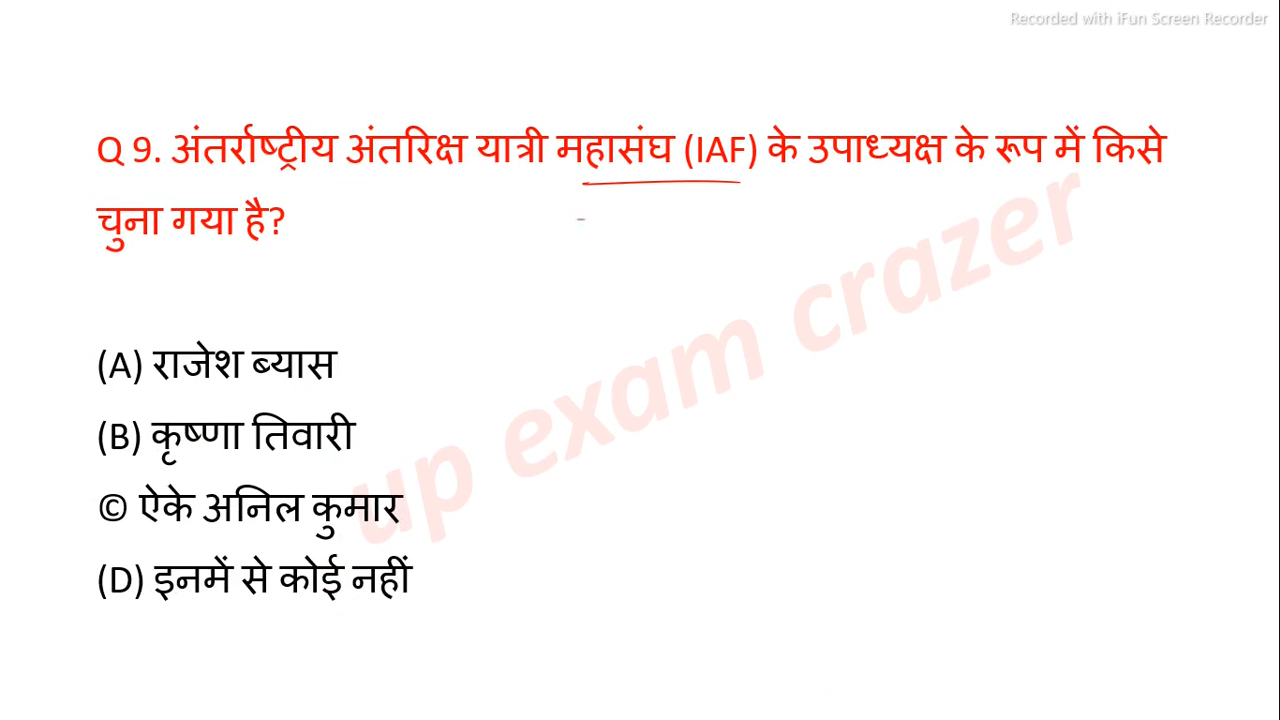 Recorded with iFun Screen Recorder
Q 9. अंतर्राष्ट्रीय अंतरिक्ष यात्री महासंघ (IAF) के उपाध्यक्ष के रूप में किसे
चुना गया है?
up exam crazer
(A) राजेश ब्यास
(B) कृष्णा तिवारी
© ऐके अनिल कुमार
(D) इनमें से कोई नहीं